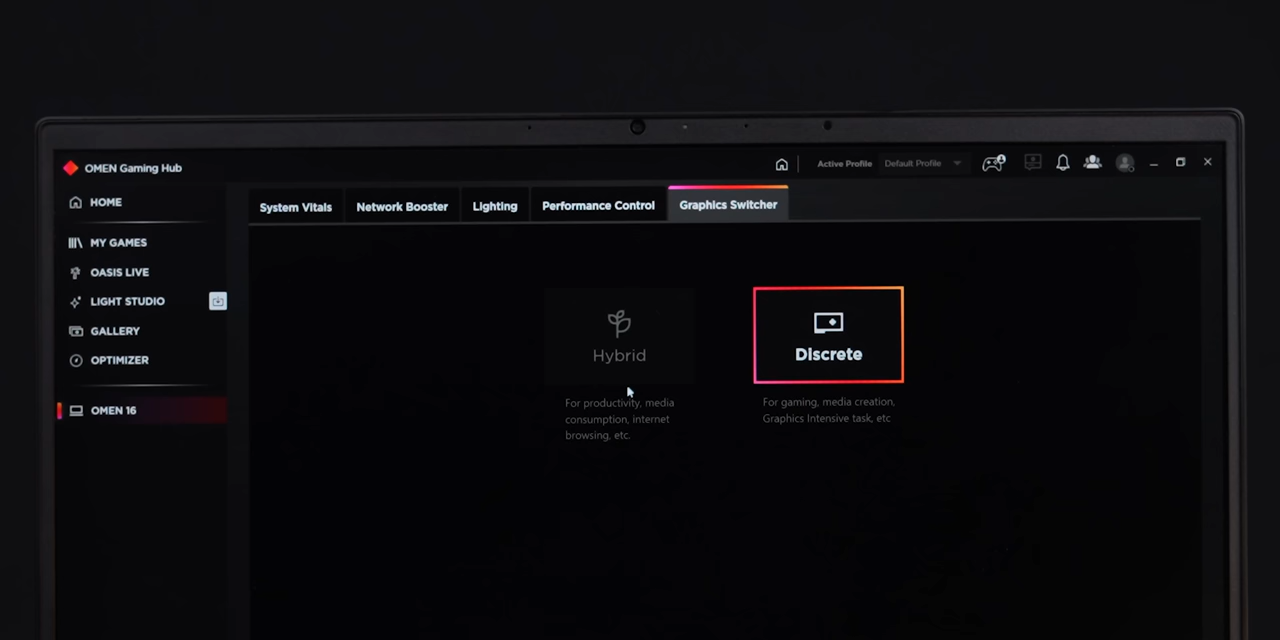 OMEN Gaming Hub
Active Profile
Default Profile
HOME
MY GAMES
OASIS LIVE
LIGHT STUDIO
GALLERY
OPTIMIZER
OMEN 16
System Vitals
Network Booster
Lighting
Performance Control
Graphics Switcher
Hybrid
For productivity, media
consumption, internet
browsing, etc.
Discrete
For gaming, media creation,
Graphics Intensive task, etc